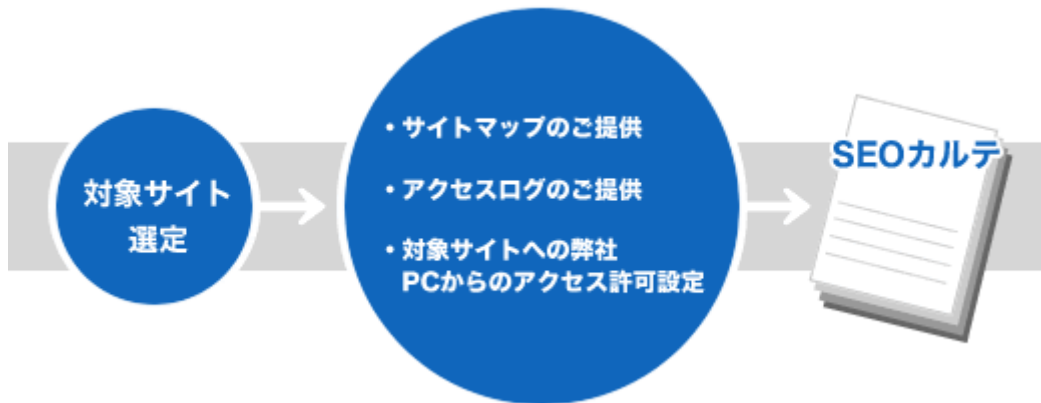 対象サイト
選定
・サイトマップのご提供
・アクセスログのご提供
・対象サイトへの弊社
PCからのアクセス許可設定
SEOカルテ